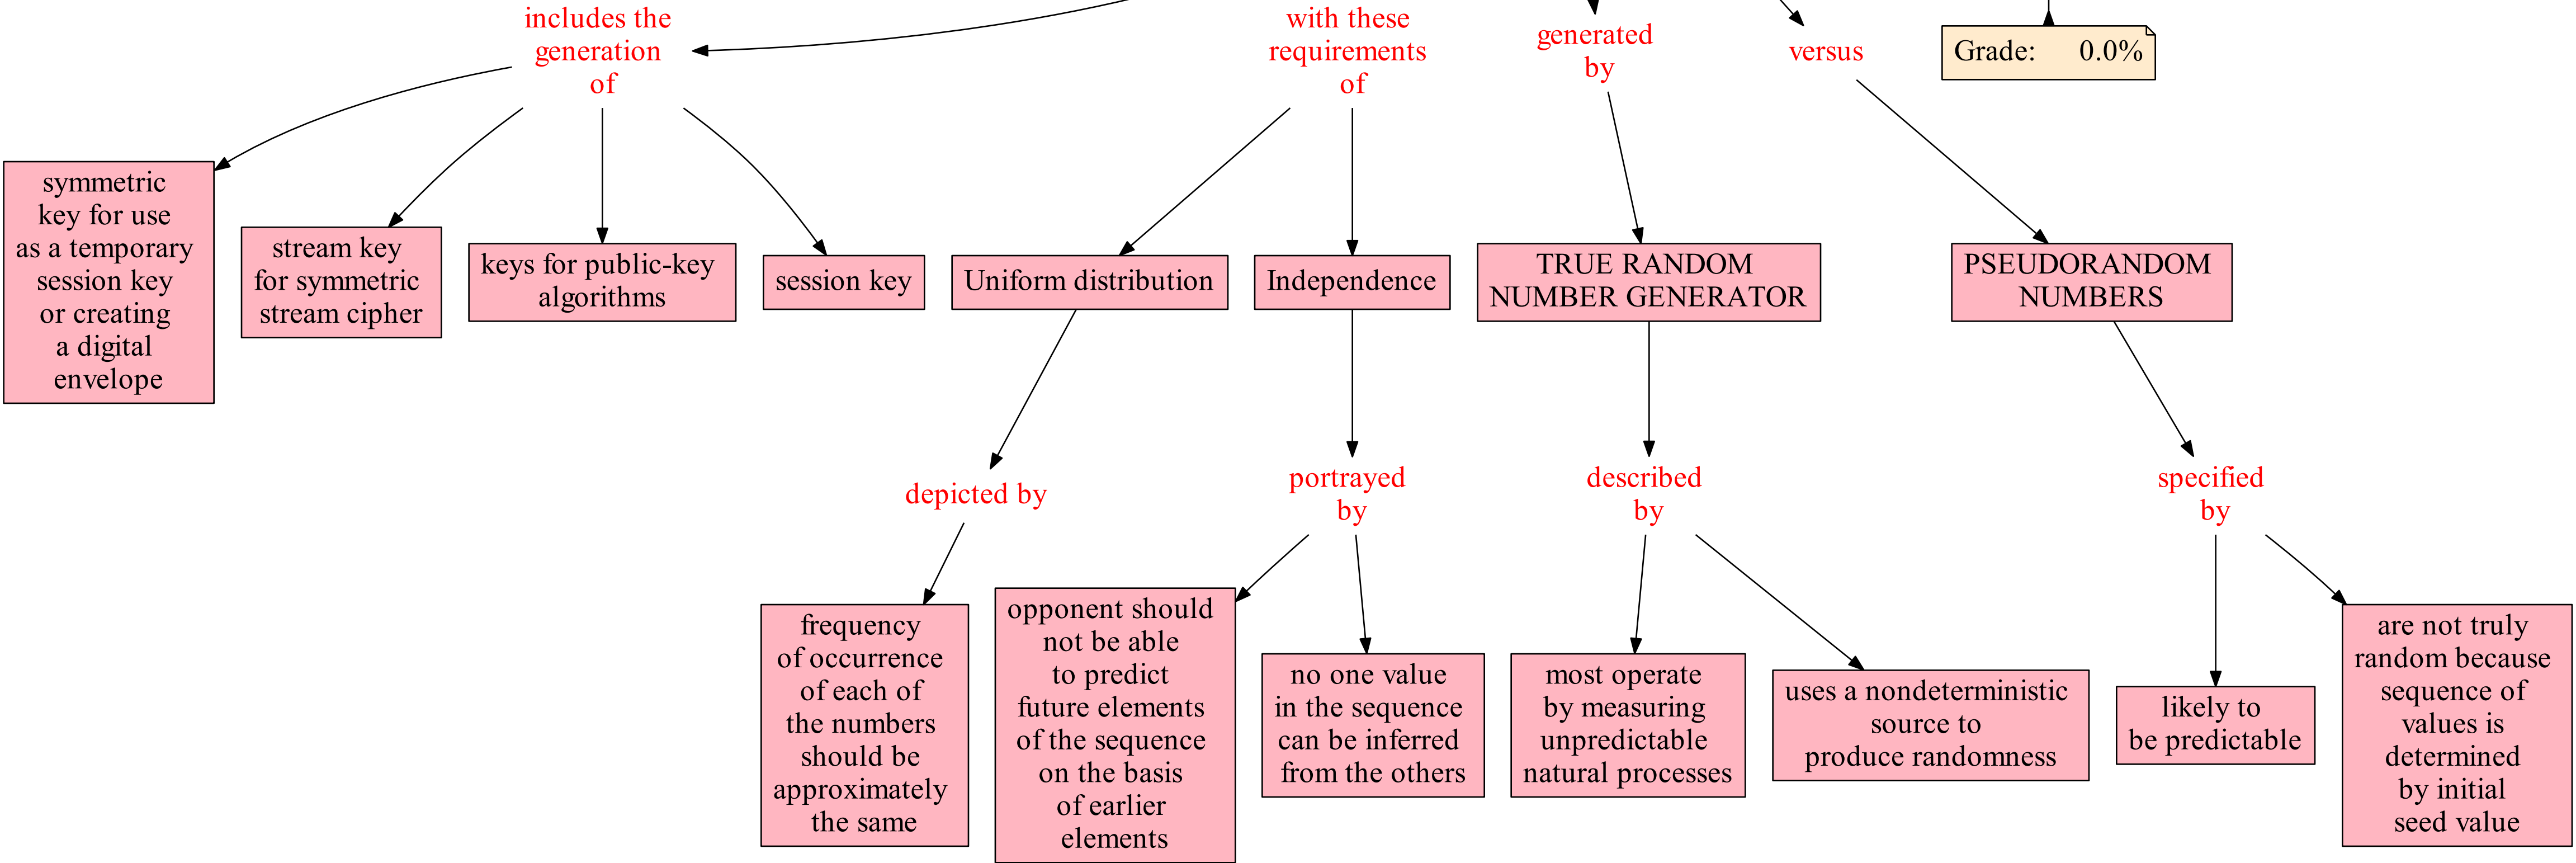 includes the
generation
of
with these
requirements
of
generated
by
versus
Grade: 0.0%
symmetric
key for use
as a temporary
session key
or creating
a digital
envelope
stream key
for symmetric
stream cipher
keys for public-key
algorithms
session key
Uniform distribution
Independence
TRUE RANDOM
NUMBER GENERATOR
PSEUDORANDOM
NUMBERS
depicted by
portrayed
by
described
by
specified
by
frequency
of occurrence
of each of
the numbers
should be
approximately
the same
opponent should
not be able
to predict
future elements
of the sequence
on the basis
of earlier
elements
no one value
in the sequence
can be inferred
from the others
most operate
by measuring
unpredictable
natural processes
uses a nondeterministic
source to
produce randomness
likely to
be predictable
are not truly
random because
sequence of
values is
determined
by initial
seed value